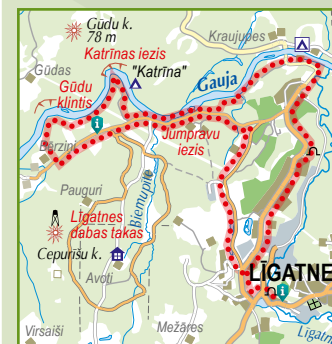 Gūdu k.
78 m
Kraujupes
Katrīnas iezis
Gūdas
"Katrīna"
Gauja
Gūdu
klintis
Jumpravu
iezis
Bērziņi
Pauguri
Biemupīte
Līgatnes
dabas takas
Cepurīšu k.
LĪGATNE
Avoti
Mežāres
Virsaiši
Līgatn